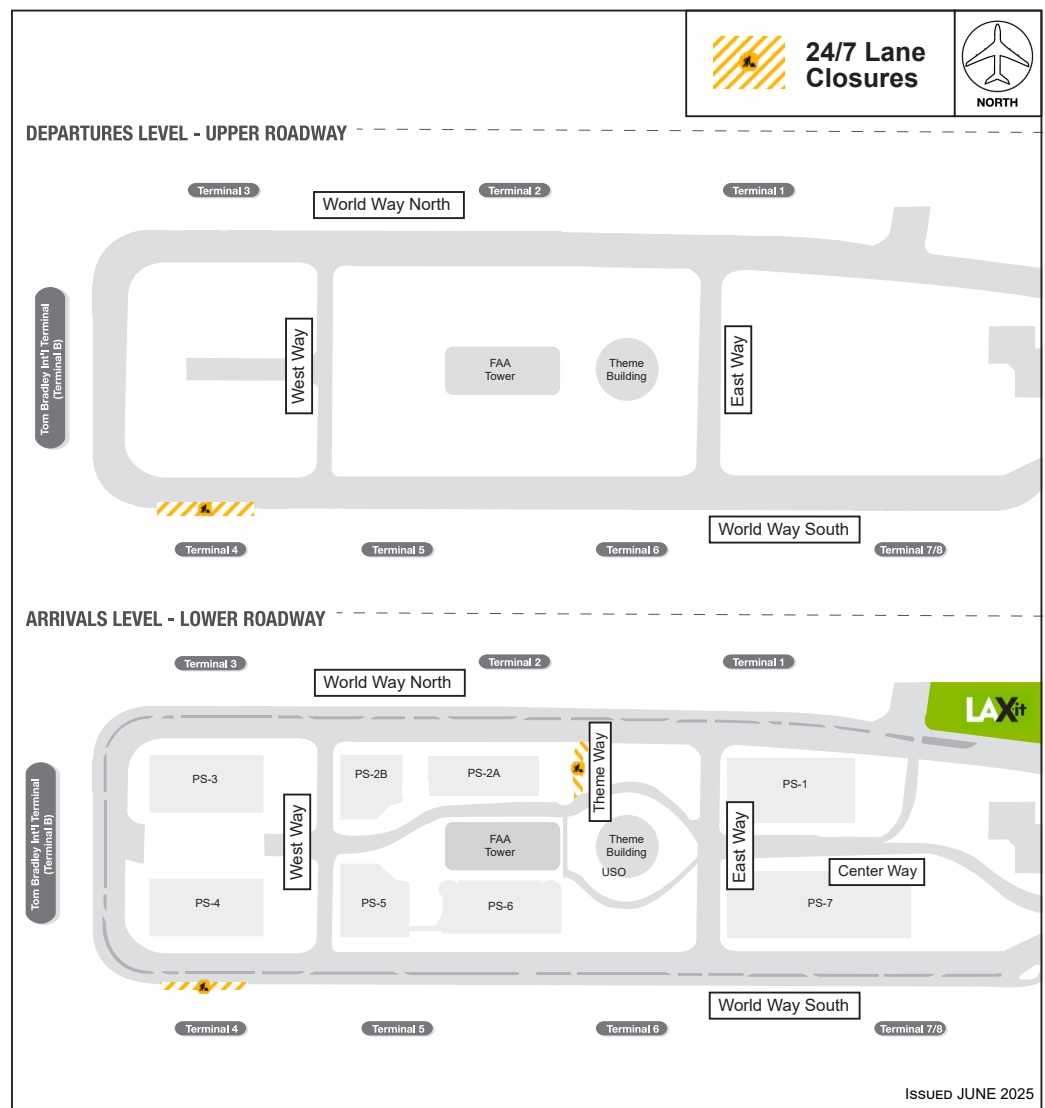 24/7 Lane
Closures
NORTH
DEPARTURES LEVEL - UPPER ROADWAY
Terminal 3
Terminal 2
Terminal 1
World Way North
Tom Bradley Int'l Terminal
(Terminal B)
West Way
FAA
Tower
Theme
Building
East Way
World Way South
Terminal 4
Terminal 5
Terminal 6
Terminal 7/8
ARRIVALS LEVEL - LOWER ROADWAY
Terminal 3
Terminal 2
Terminal 1
World Way North
LAXit
Tom Bradley Int'l Terminal
(Terminal B)
PS-3
PS-2B
PS-2A
Theme Way
PS-1
West Way
FAA
Tower
Theme
Building
USO
East Way
Center Way
PS-4
PS-5
PS-6
PS-7
World Way South
Terminal 4
Terminal 5
Terminal 6
Terminal 7/8
ISSUED JUNE 2025